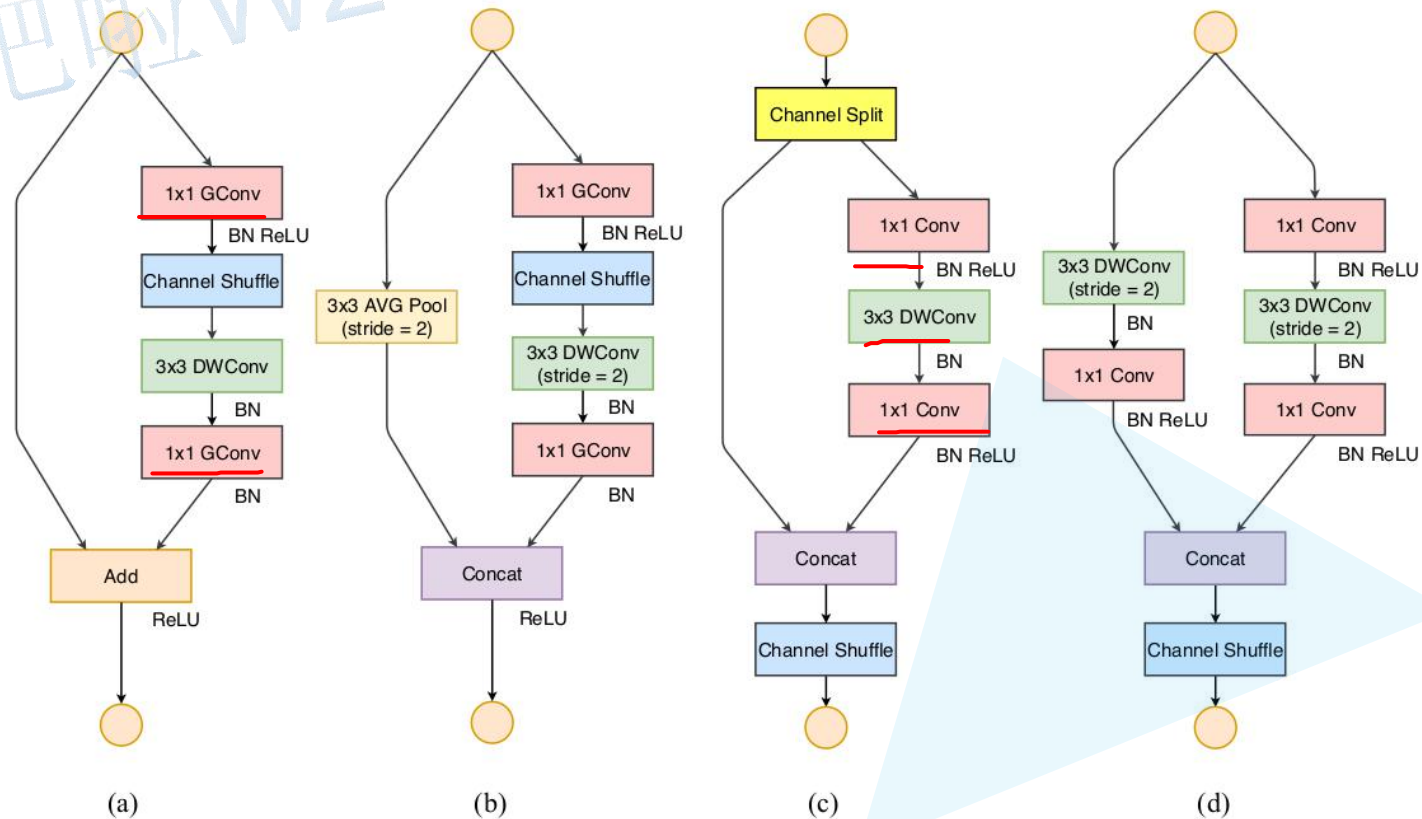 1x1 GConv
BN ReLU
Channel Shuffle
3x3 DWConv
BN
1x1 GConv
BN
Add
ReLU
(a)
3x3 AVG Pool
(stride = 2)
1x1 GConv
BN ReLU
Channel Shuffle
3x3 DWConv
(stride = 2)
BN
1x1 GConv
BN
Concat
ReLU
(b)
Channel Split
1x1 Conv
BN ReLU
3x3 DWConv
BN
1x1 Conv
BN ReLU
Concat
Channel Shuffle
(c)
3x3 DWConv
(stride = 2)
BN
1x1 Conv
BN ReLU
1x1 Conv
BN ReLU
3x3 DWConv
(stride = 2)
BN
1x1 Conv
BN ReLU
Concat
Channel Shuffle
(d)